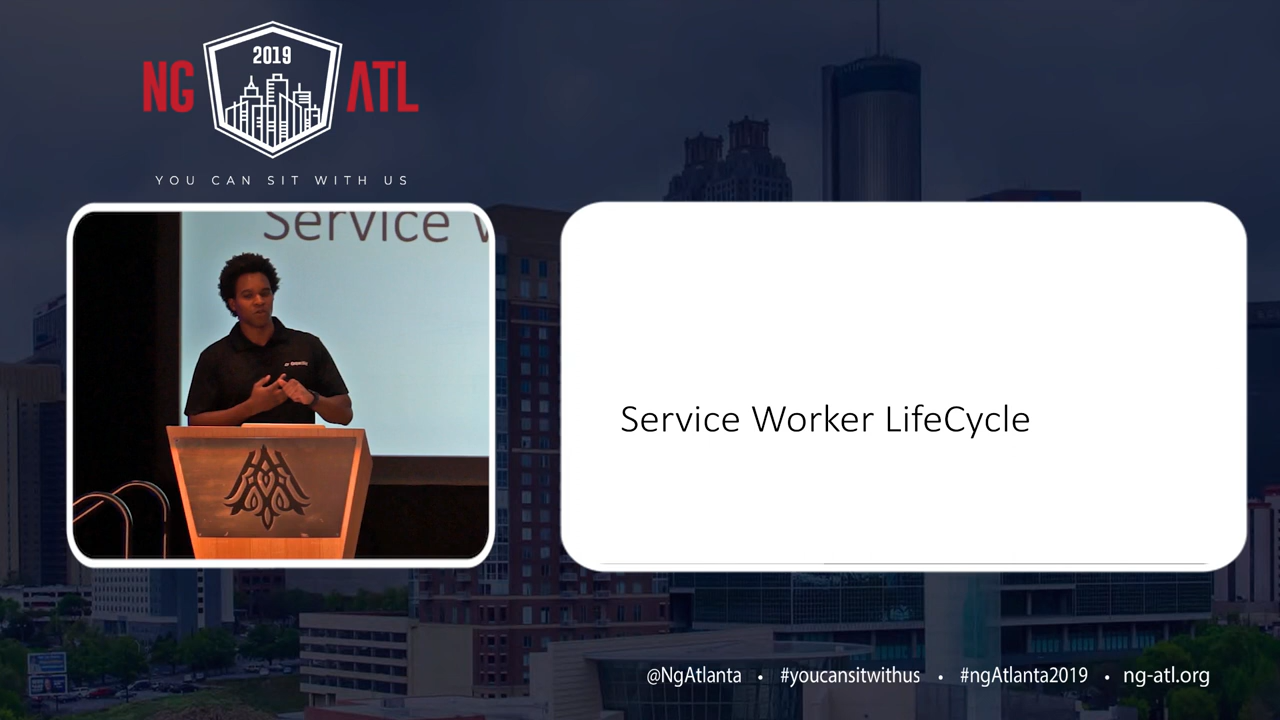 2019
NG ATL
YOU CAN SIT WITH US
Service
Service Worker LifeCycle
@NgAtlanta • #youcansitwithus • #ngAtlanta2019 • ng-atl.org